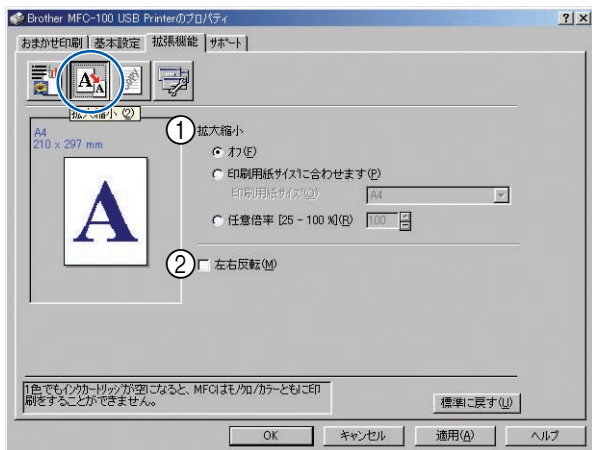 Brother MFC-100 USB Printerのプロパティ
おまかせ印刷 基本設定 拡張機能 サポート
拡大縮小 (2)
A4
210 x 297 mm
A
① 拡大縮小
オフ(F)
印刷用紙サイズに合わせます(P)
印刷用紙サイズ(O) A4
任意倍率 [25 - 100 %](R) 100
② 左右反転(M)
1色でもインクカートリッジが空になると、MFCはモノクロ/カラーともに印
刷をすることができません。
標準に戻す(U)
OK キャンセル 適用(A) ヘルプ